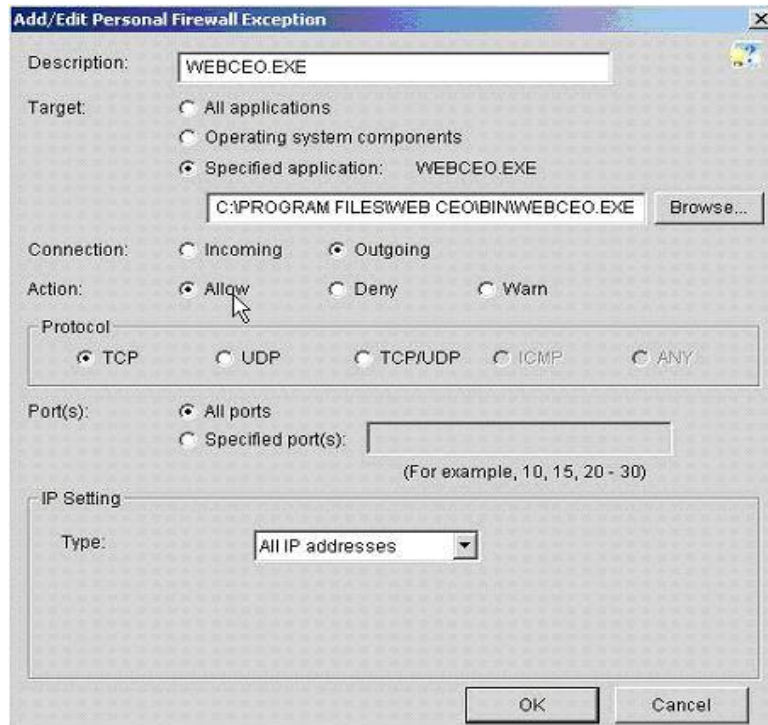 Add/Edit Personal Firewall Exception
Description: WEBCEO.EXE
Target: All applications
Operating system components
Specified application: WEBCEO.EXE
C:\PROGRAM FILES\WEB CEO\BIN\WEBCEO.EXE Browse...
Connection: Incoming Outgoing
Action: Allow Deny Warn
Protocol
TCP UDP TCP/UDP ICMP ANY
Port(s): All ports
Specified port(s):
(For example, 10, 15, 20 - 30)
IP Setting
Type: All IP addresses
OK Cancel